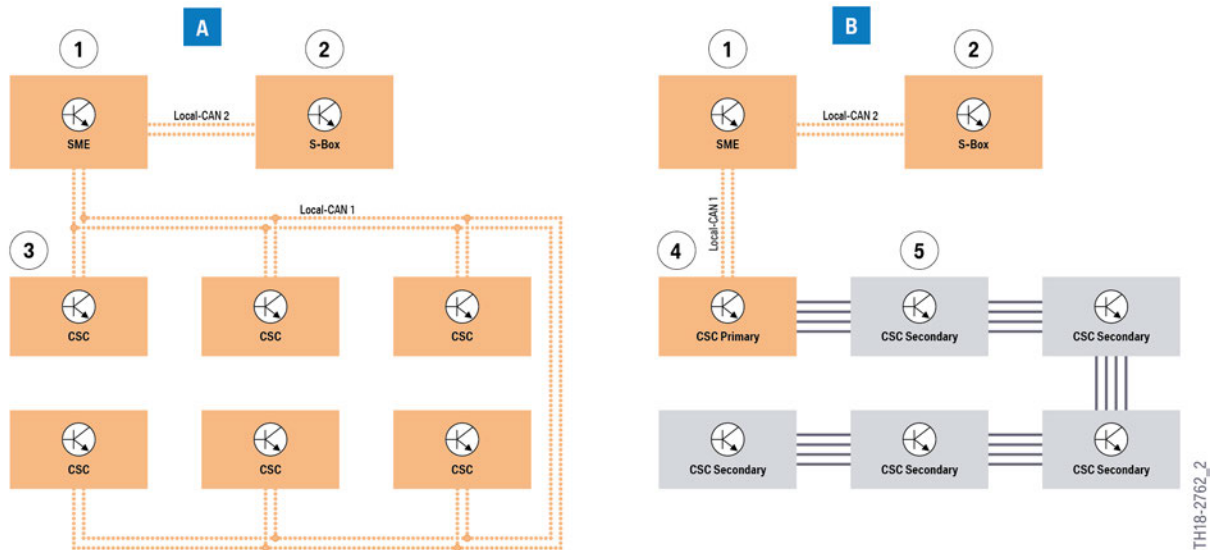 A
B
1
2
1
2
Local-CAN 2
SME
S-Box
Local-CAN 2
SME
S-Box
Local-CAN 1
Local-CAN 1
3
4
5
CSC
CSC
CSC
CSC Primary
CSC Secondary
CSC Secondary
CSC
CSC
CSC
CSC Secondary
CSC Secondary
CSC Secondary
TH18-2762_2